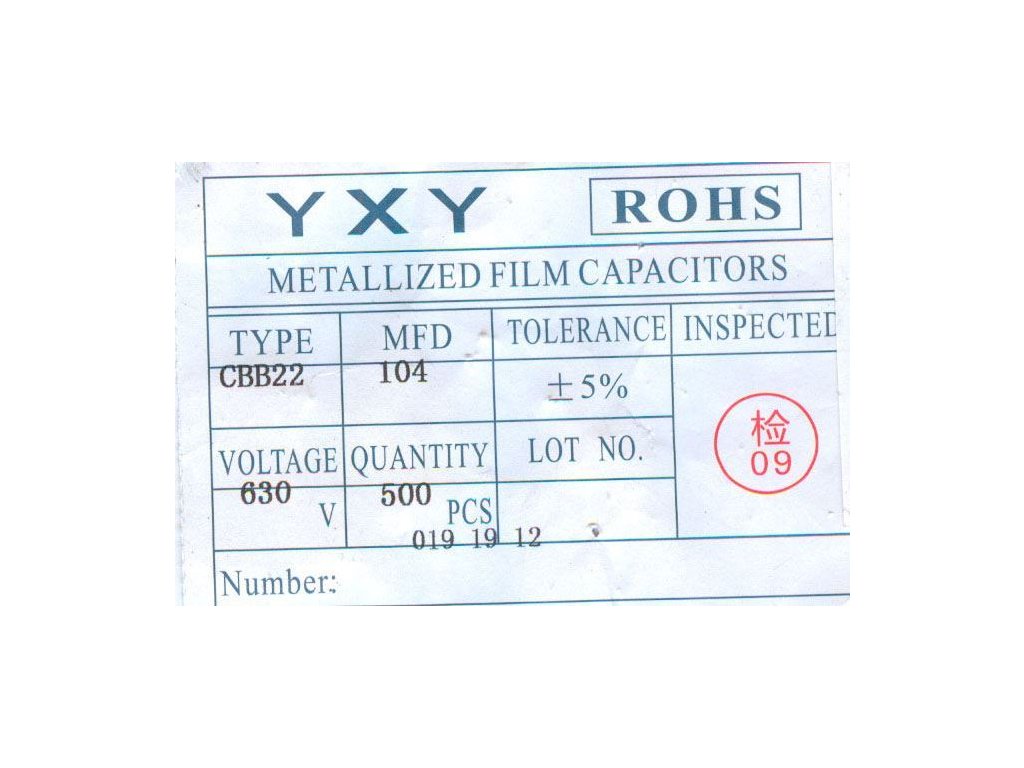 YXY ROHS
METALLIZED FILM CAPACITORS
TYPE MFD TOLERANCE INSPECTED
CBB22 104 ±5%
检
09
VOLTAGE QUANTITY LOT NO.
630 V 500 PCS
019 19 12
Number: